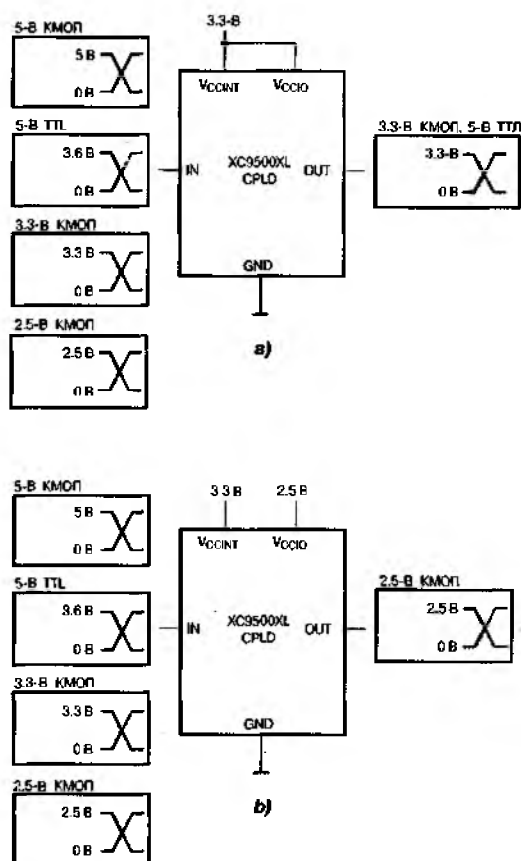 5-В КМОП
5 В
0 В
5-В TTL
3.6 В
0 В
3.3-В КМОП
3.3 В
0 В
2.5-В КМОП
2.5 В
0 В
3.3-В
VCCINT VCCIO
IN XC9500XL OUT
CPLD
GND
3.3-В КМОП, 5-В ТТЛ
3.3-В
0 В
a)
5-В КМОП
5 В
0 В
5-В TTL
3.6 В
0 В
3.3-В КМОП
3.3 В
0 В
2.5-В КМОП
2.5 В
0 В
3.3 В 2.5 В
VCCINT VCCIO
IN XC9500XL OUT
CPLD
GND
2.5-В КМОП
2.5 В
0 В
b)